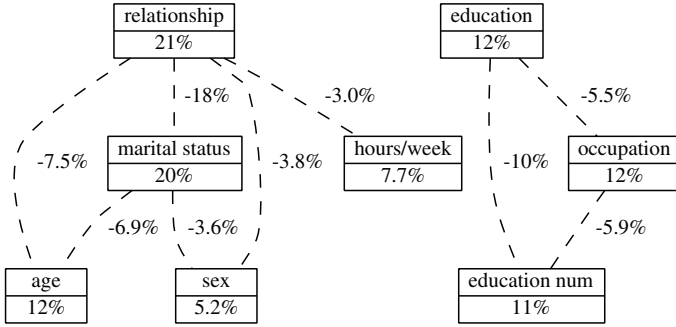 relationship
21%
education
12%
-18%
-3.0%
-5.5%
-7.5%
marital status
20%
-3.8%
hours/week
7.7%
-10%
occupation
12%
-6.9%
-3.6%
-5.9%
age
12%
sex
5.2%
education num
11%